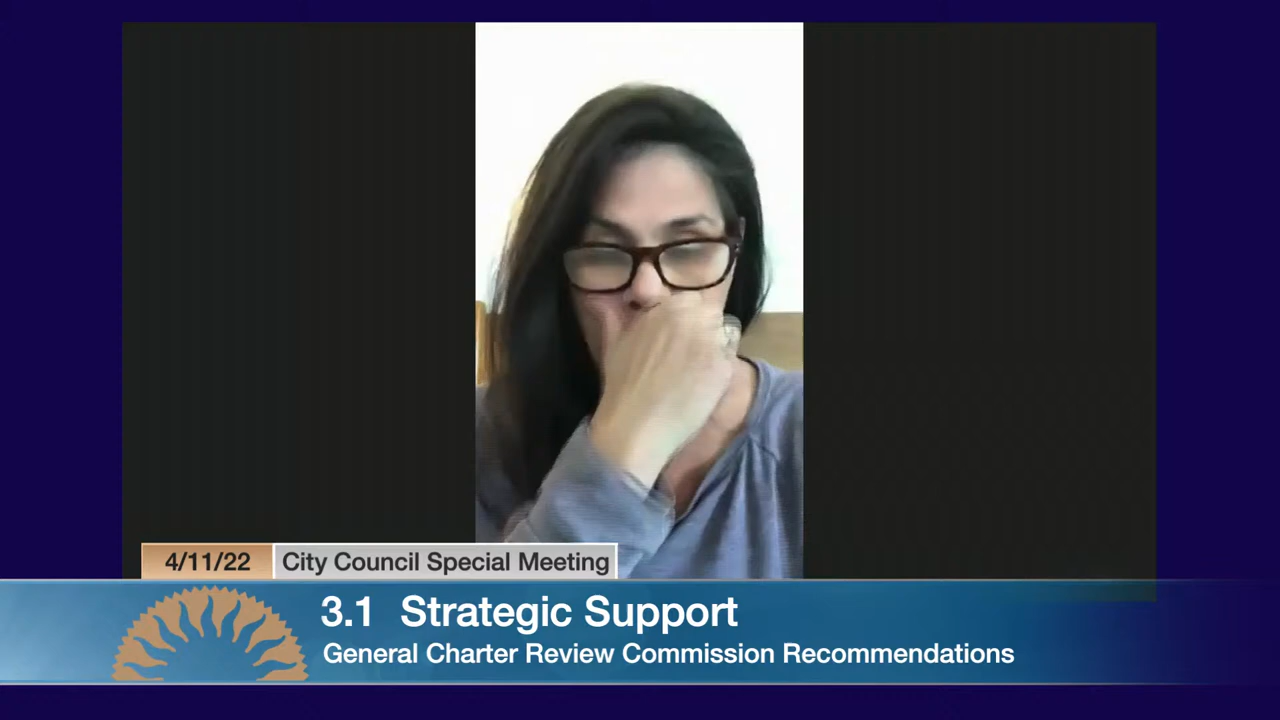 4/11/22 City Council Special Meeting
3.1 Strategic Support
General Charter Review Commission Recommendations